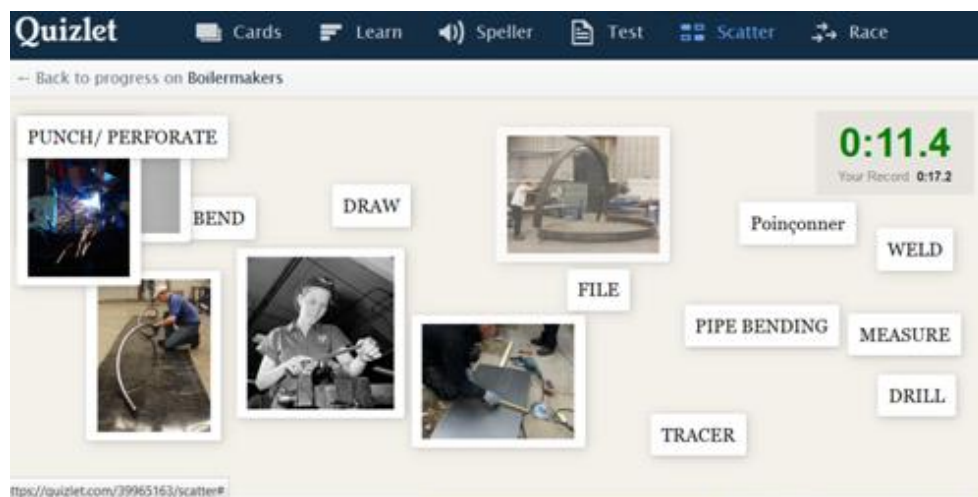 Quizlet Cards Learn Speller Test Scatter Race
← Back to progress on Boilermakers
PUNCH/ PERFORATE
0:11.4
Your Record 0:17.2
BEND
DRAW
Poinçonner
WELD
FILE
PIPE BENDING
MEASURE
DRILL
TRACER
ttps://quizlet.com/39965163/scatter#